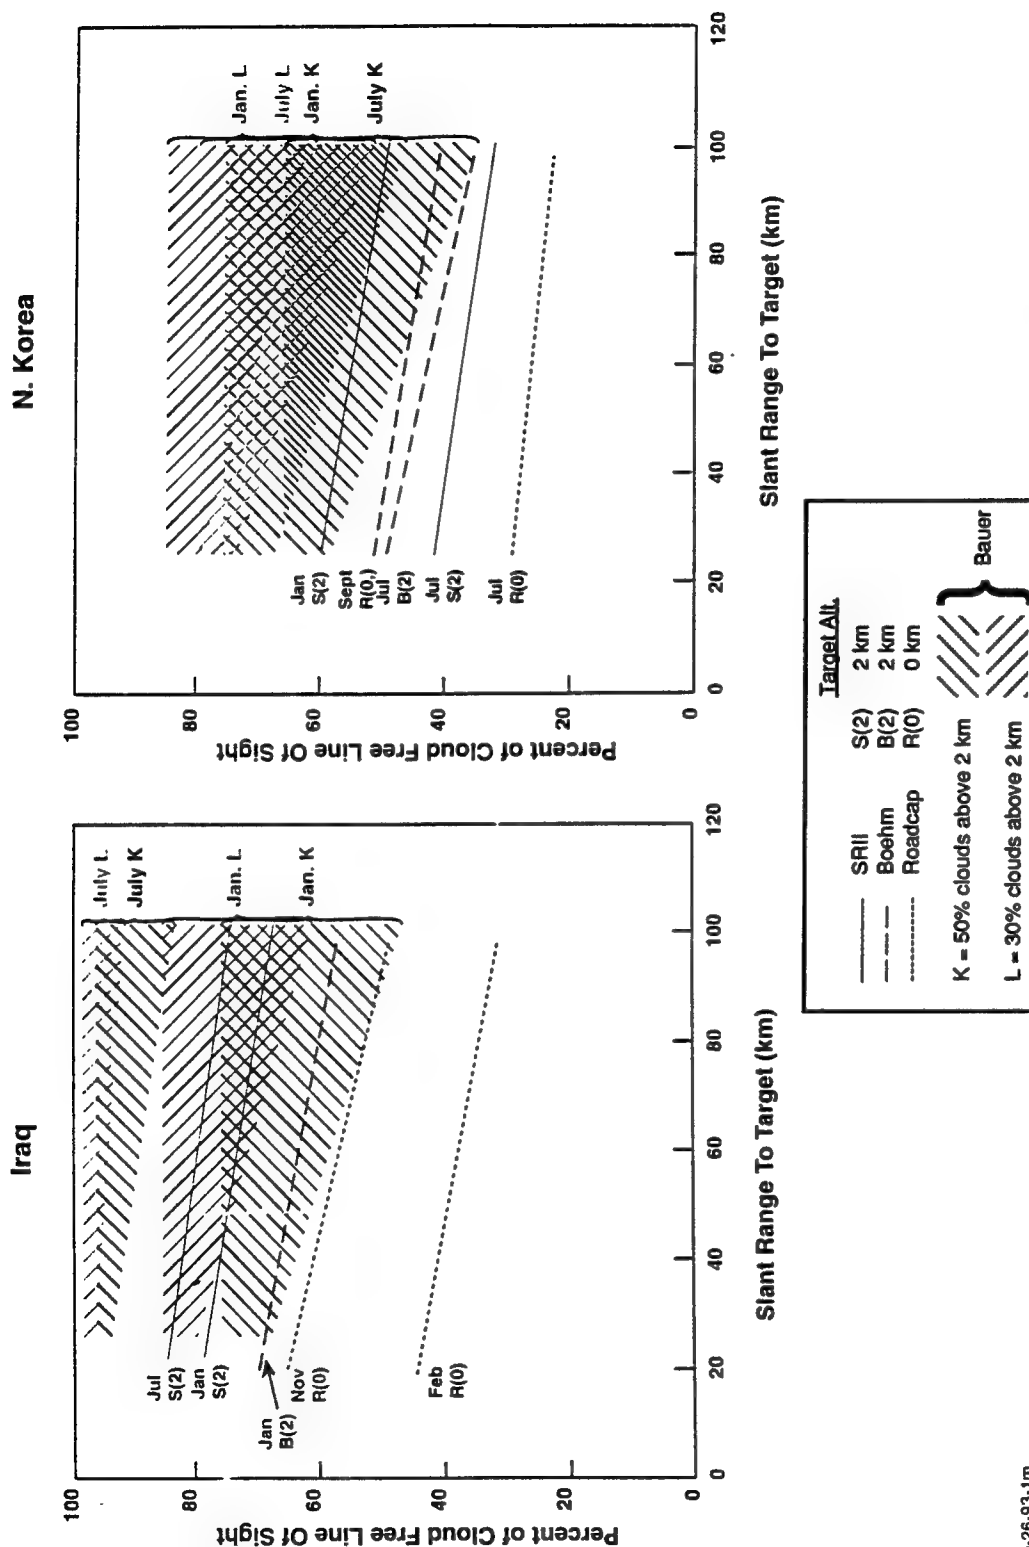 Iraq
Percent of Cloud Free Line Of Sight
100
80
60
40
20
0
Jul
S(2)
Jan
S(2)
Jan
B(2)
Nov
R(0)
Feb
R(0)
July L
July K
Jan. L
Jan. K
0
20
40
60
80
100
120
Slant Range To Target (km)
N. Korea
Percent of Cloud Free Line Of Sight
100
80
60
40
20
0
Jan
S(2)
Sept
R(0,)
Jul
B(2)
Jul
S(2)
Jul
R(0)
Jan. L
July L
Jan. K
July K
0
20
40
60
80
100
120
Slant Range To Target (km)
Target Alt.
SRII S(2) 2 km
Boehm B(2) 2 km
Roadcap R(0) 0 km
K = 50% clouds above 2 km
L = 30% clouds above 2 km
Bauer
-26-93-1m